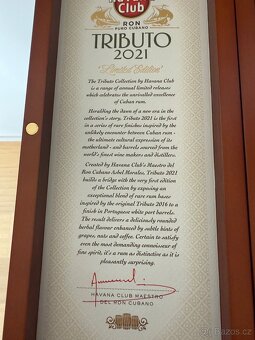 Club
RON
PURO CUBANO
TRIBUTO
2021
'Limited Edition'
The Tributo Collection by Havana Club
is a range of annual limited releases
which celebrates the unrivalled excellence
of Cuban rum.
Heralding the dawn of a new era in the
collection's story, Tributo 2021 is the first
in a series of rare finishes inspired by the
unlikely encounter between Cuban rum
- the ultimate cultural expression of its
motherland - and barrels sourced from the
world's finest wine makers and distillers.
Created by Havana Club's Maestro del
Ron Cubano Asbel Morales, Tributo 2021
builds a bridge with the very first edition
of the Collection by exposing an
exceptional blend of rare rum bases
inspired by the original Tributo 2016 to a
finish in Portuguese white port barrels.
The result delivers a deliciously rounded
herbal flavour enhanced by subtle hints of
grapes, nuts and coffee. Certain to satisfy
even the most demanding connoisseur of
fine spirit, it's a rum as distinctive as it is
pleasantly surprising.
HAVANA CLUB MAESTRO
DEL RON CUBANO